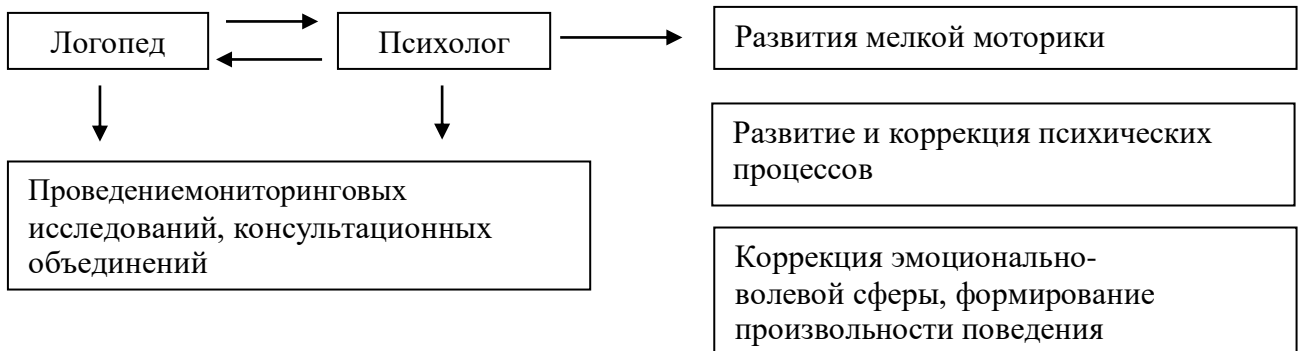 Логопед
Психолог
Развития мелкой моторики
Развитие и коррекция психических
процессов
Проведениемониторинговых
исследований, консультационных
объединений
Коррекция эмоционально-
волевой сферы, формирование
произвольности поведения